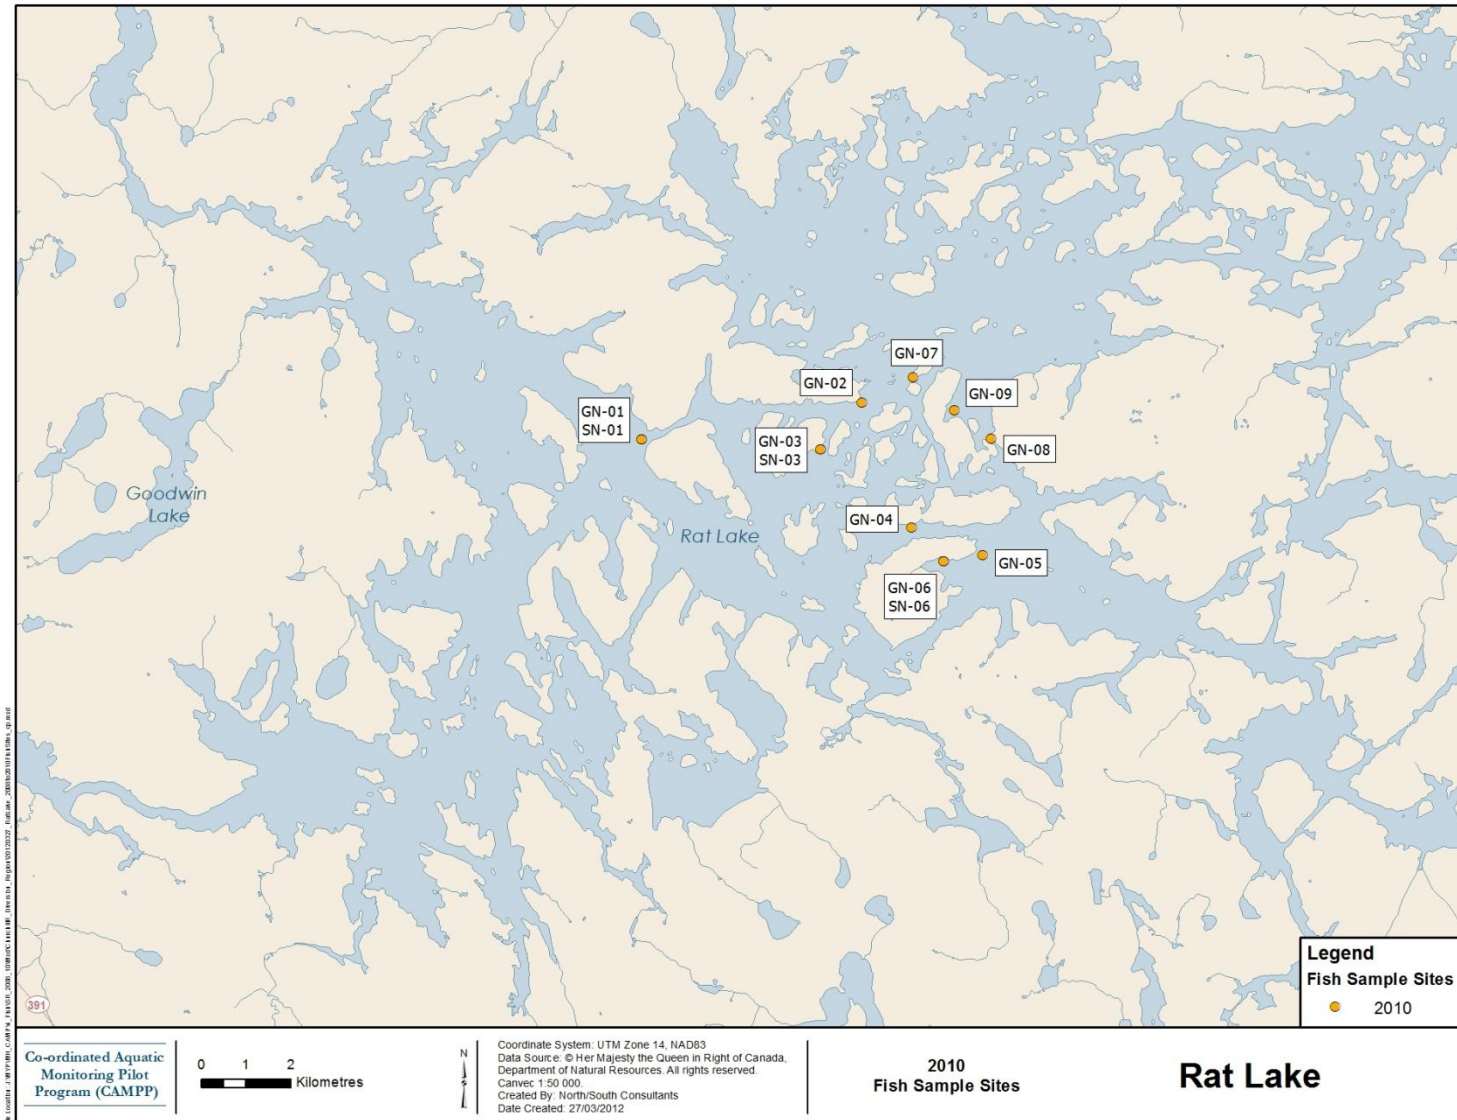 GN-07
GN-02
GN-09
GN-01
SN-01
GN-03
SN-03
GN-08
Goodwin
Lake
GN-04
Rat Lake
GN-05
GN-06
SN-06
391
Legend
Fish Sample Sites
2010
Co-ordinated Aquatic
Monitoring Pilot
Program (CAMPP)
0 1 2
Kilometres
N
S
Coordinate System: UTM Zone 14, NAD83
Data Source: © Her Majesty the Queen in Right of Canada,
Department of Natural Resources. All rights reserved.
Canvec 1:50 000.
Created By: North/South Consultants
Date Created: 27/03/2012
2010
Fish Sample Sites
Rat Lake